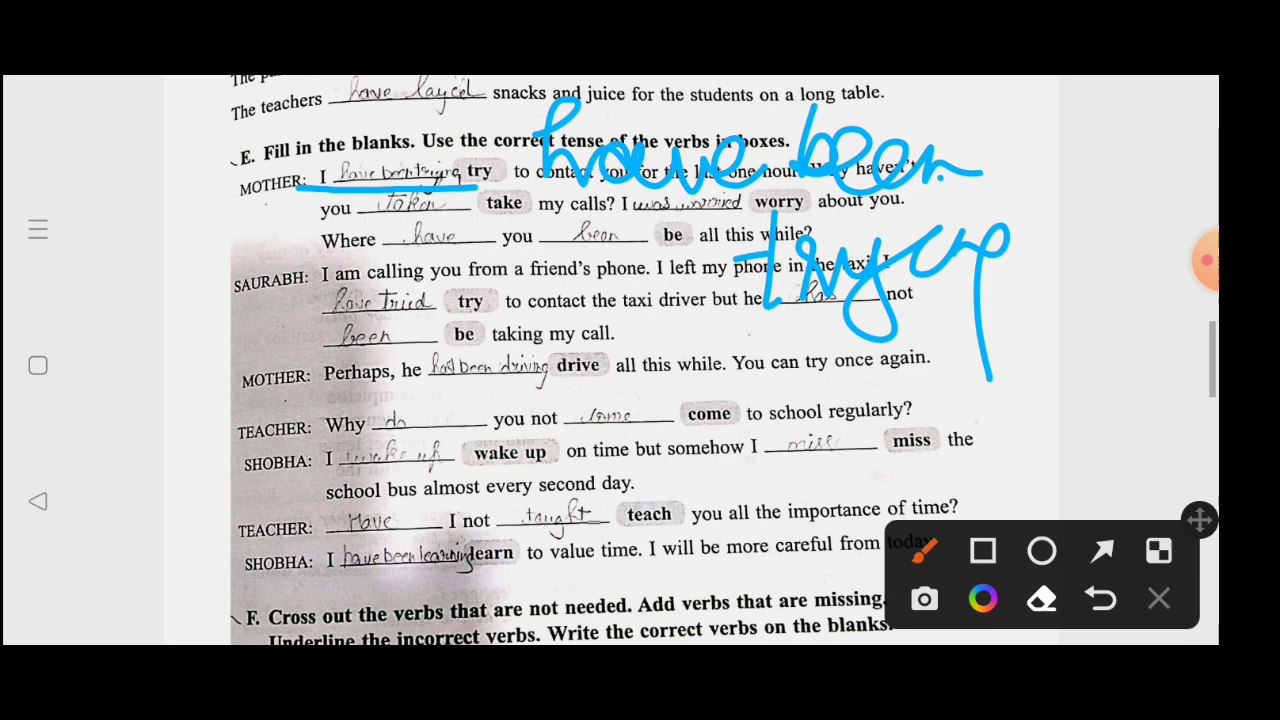 The teachers have layed snacks and juice for the students on a long table.
E. Fill in the blanks. Use the correct tense of the verbs in boxes.
have been
MOTHER: I have been trying try to contact you for the last one hour. Why haven't
you taken take my calls? I was worried worry about you.
Where have you been be all this while?
trying
SAURABH: I am calling you from a friend's phone. I left my phone in the taxi. I
have tried try to contact the taxi driver but he has not
been be taking my call.
MOTHER: Perhaps, he has been driving drive all this while. You can try once again.
TEACHER: Why do you not come come to school regularly?
SHOBHA: I wake up wake up on time but somehow I miss miss the
school bus almost every second day.
TEACHER: Have I not taught teach you all the importance of time?
SHOBHA: I have been learning learn to value time. I will be more careful from today
F. Cross out the verbs that are not needed. Add verbs that are missing.
Underline the incorrect verbs. Write the correct verbs on the blanks.